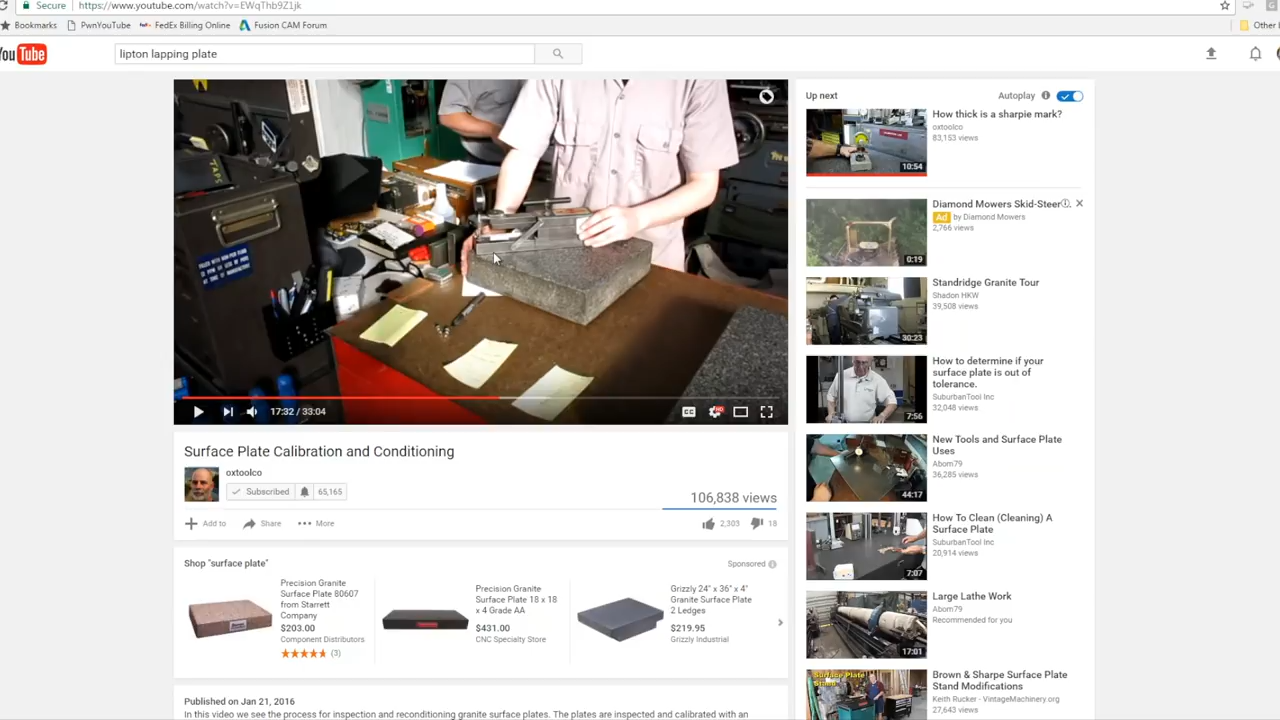 Secure
https://www.youtube.com/watch?v=EWqThb9Z1jk
Bookmarks
PwnYouTube
FedEx Billing Online
Fusion CAM Forum
Other
YouTube
lipton lapping plate
17:32 / 33:04
CC
HD
Surface Plate Calibration and Conditioning
oxtoolco
Subscribed
65,165
106,838 views
Add to
Share
More
2,303
18
Shop "surface plate"
Sponsored
Precision Granite
Surface Plate 80607
from Starrett
Company
$203.00
Component Distributors
(3)
Precision Granite
Surface Plate 18 x 18
x 4 Grade AA
$431.00
CNC Specialty Store
Grizzly 24" x 36" x 4"
Granite Surface Plate
2 Ledges
$219.95
Grizzly Industrial
Published on Jan 21, 2016
In this video we see the process for inspection and reconditioning granite surface plates. The plates are inspected and calibrated with an
Up next
Autoplay
10:54
How thick is a sharpie mark?
oxtoolco
83,153 views
0:19
Diamond Mowers Skid-Steer
Ad
by Diamond Mowers
2,766 views
30:23
Standridge Granite Tour
Shadon HKW
39,508 views
7:56
How to determine if your
surface plate is out of
tolerance.
SuburbanTool Inc
32,048 views
44:17
New Tools and Surface Plate
Uses
Abom79
36,285 views
7:07
How To Clean (Cleaning) A
Surface Plate
SuburbanTool Inc
20,914 views
17:01
Large Lathe Work
Abom79
Recommended for you
Surface Plate
Stand
Brown & Sharpe Surface Plate
Stand Modifications
Keith Rucker - VintageMachinery.org
27,643 views